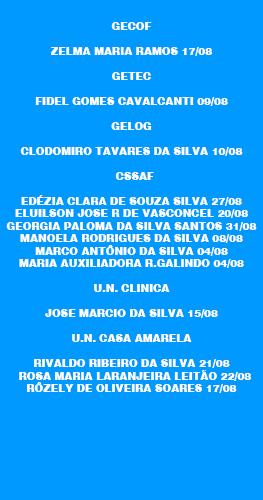 GECOF
ZELMA MARIA RAMOS 17/08
GETEC
FIDEL GOMES CAVALCANTI 09/08
GELOG
CLODOMIRO TAVARES DA SILVA 10/08
CSSAF
EDÉZIA CLARA DE SOUZA SILVA 27/08
ELUILSON JOSE R DE VASCONCEL 20/08
GEORGIA PALOMA DA SILVA SANTOS 31/08
MANOELA RODRIGUES DA SILVA 08/08
MARCO ANTÔNIO DA SILVA 04/08
MARIA AUXILIADORA R.GALINDO 04/08
U.N. CLINICA
JOSE MARCIO DA SILVA 15/08
U.N. CASA AMARELA
RIVALDO RIBEIRO DA SILVA 21/08
ROSA MARIA LARANJEIRA LEITÃO 22/08
RÔZELY DE OLIVEIRA SOARES 17/08